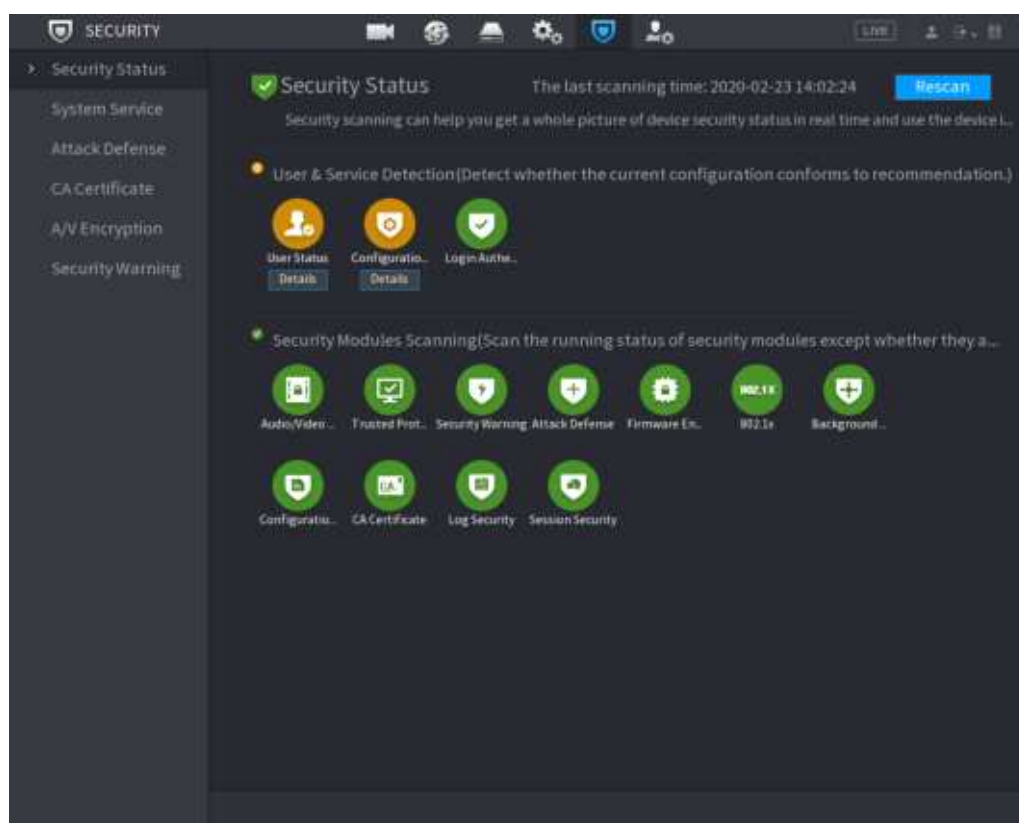 SECURITY
LIVE
Security Status
System Service
Attack Defense
CA Certificate
A/V Encryption
Security Warning
Security Status
The last scanning time: 2020-02-23 14:02:24
Rescan
Security scanning can help you get a whole picture of device security status in real time and use the device i...
User & Service Detection(Detect whether the current configuration conforms to recommendation.)
User Status
Configuratio...
Login Authe...
Details
Details
Security Modules Scanning(Scan the running status of security modules except whether they a...
802.1X
Audio/Video ...
Trusted Prot...
Security Warning
Attack Defense
Firmware En...
802.1x
Background ...
CA
Configuratio...
CA Certificate
Log Security
Session Security